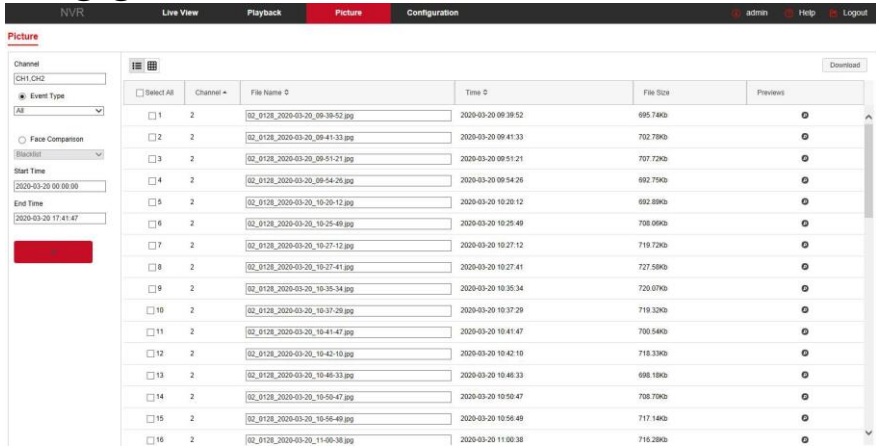 NVR Live View Playback Picture Configuration admin Help Logout
Picture
Channel
CH1,CH2
Event Type
All
Face Comparison
Blacklist
Start Time
2020-03-20 00:00:00
End Time
2020-03-20 17:41:47
Download
Select All Channel File Name Time File Size Previews
1 2 02_0128_2020-03-20_09-39-52.jpg 2020-03-20 09:39:52 695.74Kb
2 2 02_0128_2020-03-20_09-41-33.jpg 2020-03-20 09:41:33 702.78Kb
3 2 02_0128_2020-03-20_09-51-21.jpg 2020-03-20 09:51:21 707.72Kb
4 2 02_0128_2020-03-20_09-54-26.jpg 2020-03-20 09:54:26 692.75Kb
5 2 02_0128_2020-03-20_10-20-12.jpg 2020-03-20 10:20:12 692.89Kb
6 2 02_0128_2020-03-20_10-25-49.jpg 2020-03-20 10:25:49 708.06Kb
7 2 02_0128_2020-03-20_10-27-12.jpg 2020-03-20 10:27:12 719.72Kb
8 2 02_0128_2020-03-20_10-27-41.jpg 2020-03-20 10:27:41 727.58Kb
9 2 02_0128_2020-03-20_10-35-34.jpg 2020-03-20 10:35:34 720.07Kb
10 2 02_0128_2020-03-20_10-37-29.jpg 2020-03-20 10:37:29 719.32Kb
11 2 02_0128_2020-03-20_10-41-47.jpg 2020-03-20 10:41:47 700.54Kb
12 2 02_0128_2020-03-20_10-42-10.jpg 2020-03-20 10:42:10 718.33Kb
13 2 02_0128_2020-03-20_10-46-33.jpg 2020-03-20 10:46:33 698.18Kb
14 2 02_0128_2020-03-20_10-50-47.jpg 2020-03-20 10:50:47 708.70Kb
15 2 02_0128_2020-03-20_10-56-49.jpg 2020-03-20 10:56:49 717.14Kb
16 2 02_0128_2020-03-20_11-00-38.jpg 2020-03-20 11:00:38 716.28Kb